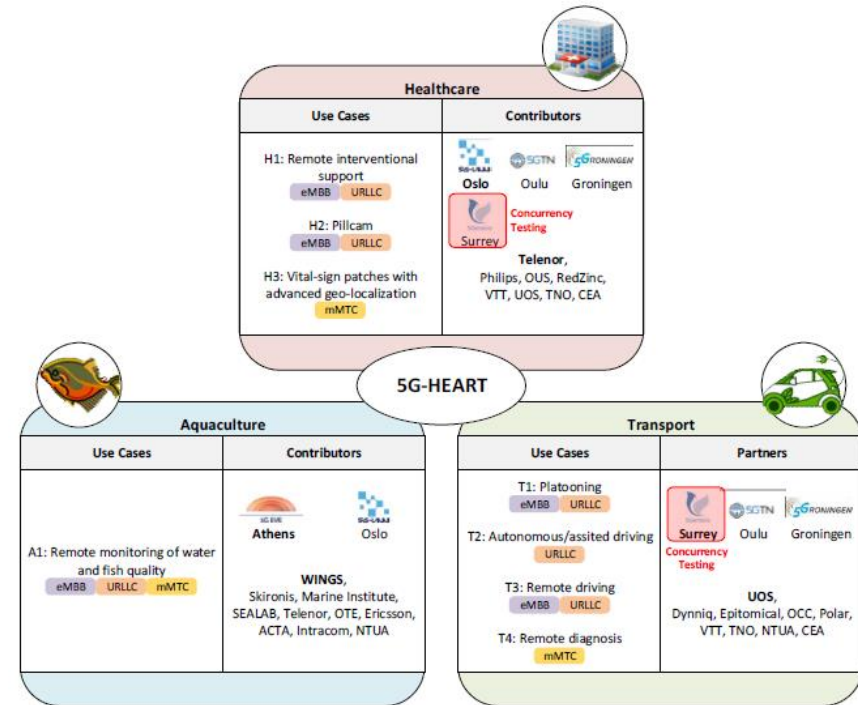 Healthcare
Use Cases
Contributors
H1: Remote interventional
support
eMBB URLLC
H2: Pillcam
eMBB URLLC
H3: Vital-sign patches with
advanced geo-localization
mMTC
5GTN
5GRONINGEN
Oslo Oulu Groningen
Surrey
Concurrency
Testing
Telenor,
Philips, OUS, RedZinc,
VTT, UOS, TNO, CEA
5G-HEART
Aquaculture
Use Cases
Contributors
A1: Remote monitoring of water
and fish quality
eMBB URLLC mMTC
5G EVE
Athens Oslo
WINGS,
Skironis, Marine Institute,
SEALAB, Telenor, OTE, Ericsson,
ACTA, Intracom, NTUA
Transport
Use Cases
Partners
T1: Platooning
eMBB URLLC
T2: Autonomous/assited driving
URLLC
T3: Remote driving
eMBB URLLC
T4: Remote diagnosis
mMTC
5GTN
5GRONINGEN
Surrey Oulu Groningen
Concurrency
Testing
UOS,
Dynniq, Epitomical, OCC, Polar,
VTT, TNO, NTUA, CEA